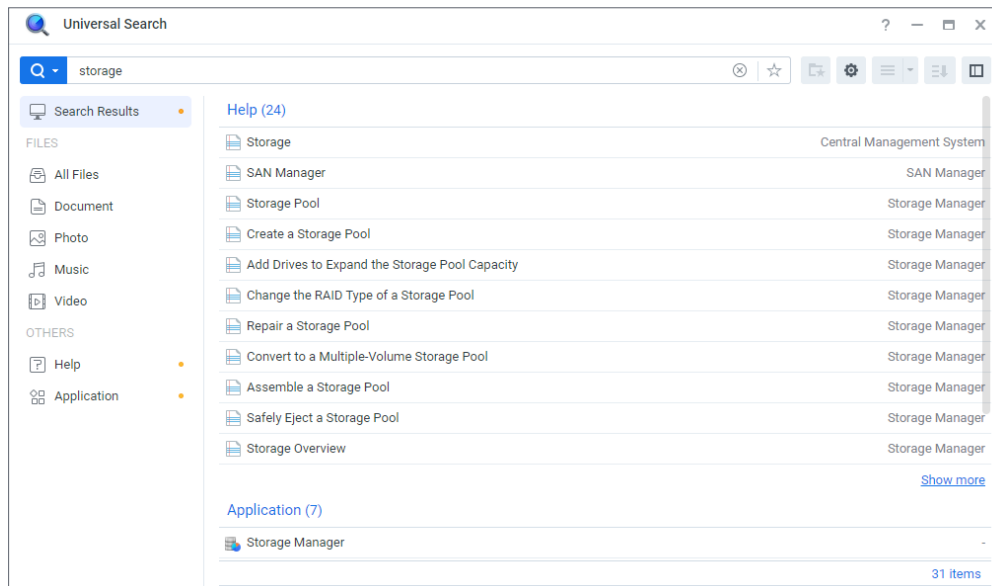 Universal Search
storage
Search Results
FILES
All Files
Document
Photo
Music
Video
OTHERS
Help
Application
Help (24)
Storage Central Management System
SAN Manager SAN Manager
Storage Pool Storage Manager
Create a Storage Pool Storage Manager
Add Drives to Expand the Storage Pool Capacity Storage Manager
Change the RAID Type of a Storage Pool Storage Manager
Repair a Storage Pool Storage Manager
Convert to a Multiple-Volume Storage Pool Storage Manager
Assemble a Storage Pool Storage Manager
Safely Eject a Storage Pool Storage Manager
Storage Overview Storage Manager
Show more
Application (7)
Storage Manager -
31 items